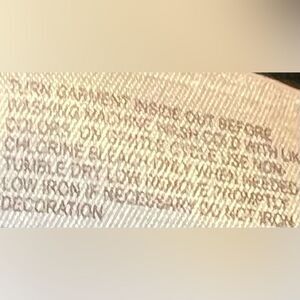 TURN GARMENT INSIDE OUT BEFORE
WASHING MACHINE WASH COLD WITH LIK
COLORS ON GENTLE CYCLE USE NON
CHLORINE BLEACH ONLY WHEN NEEDED
TUMBLE DRY LOW REMOVE PROMPTLY
LOW IRON IF NECESSARY DO NOT IRON
DECORATION